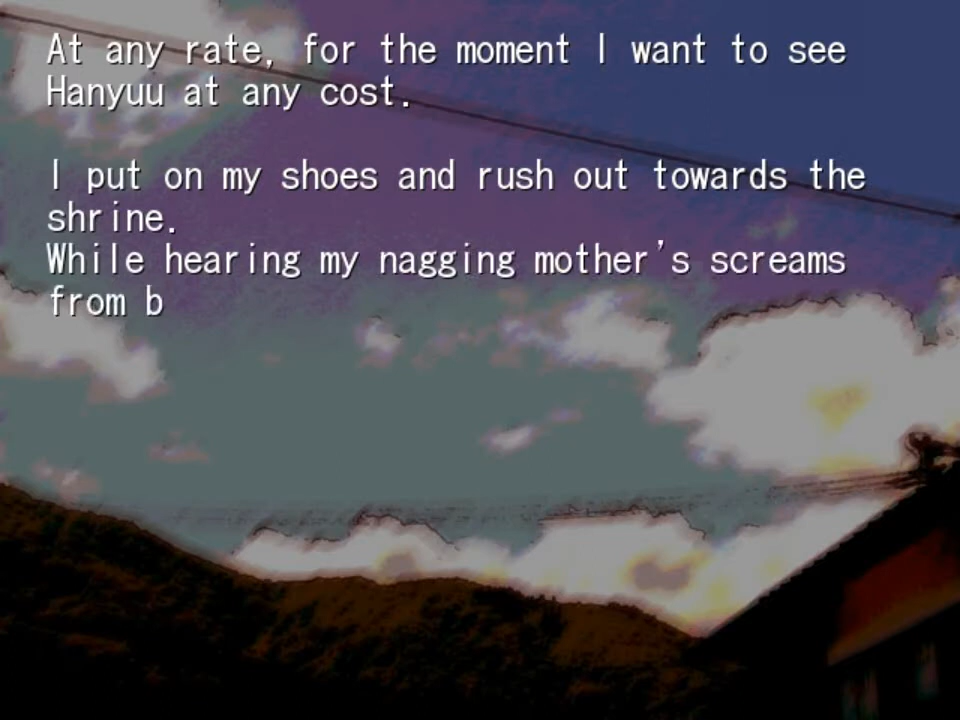 At any rate, for the moment I want to see
Hanyuu at any cost.
I put on my shoes and rush out towards the
shrine.
While hearing my nagging mother's screams
from b